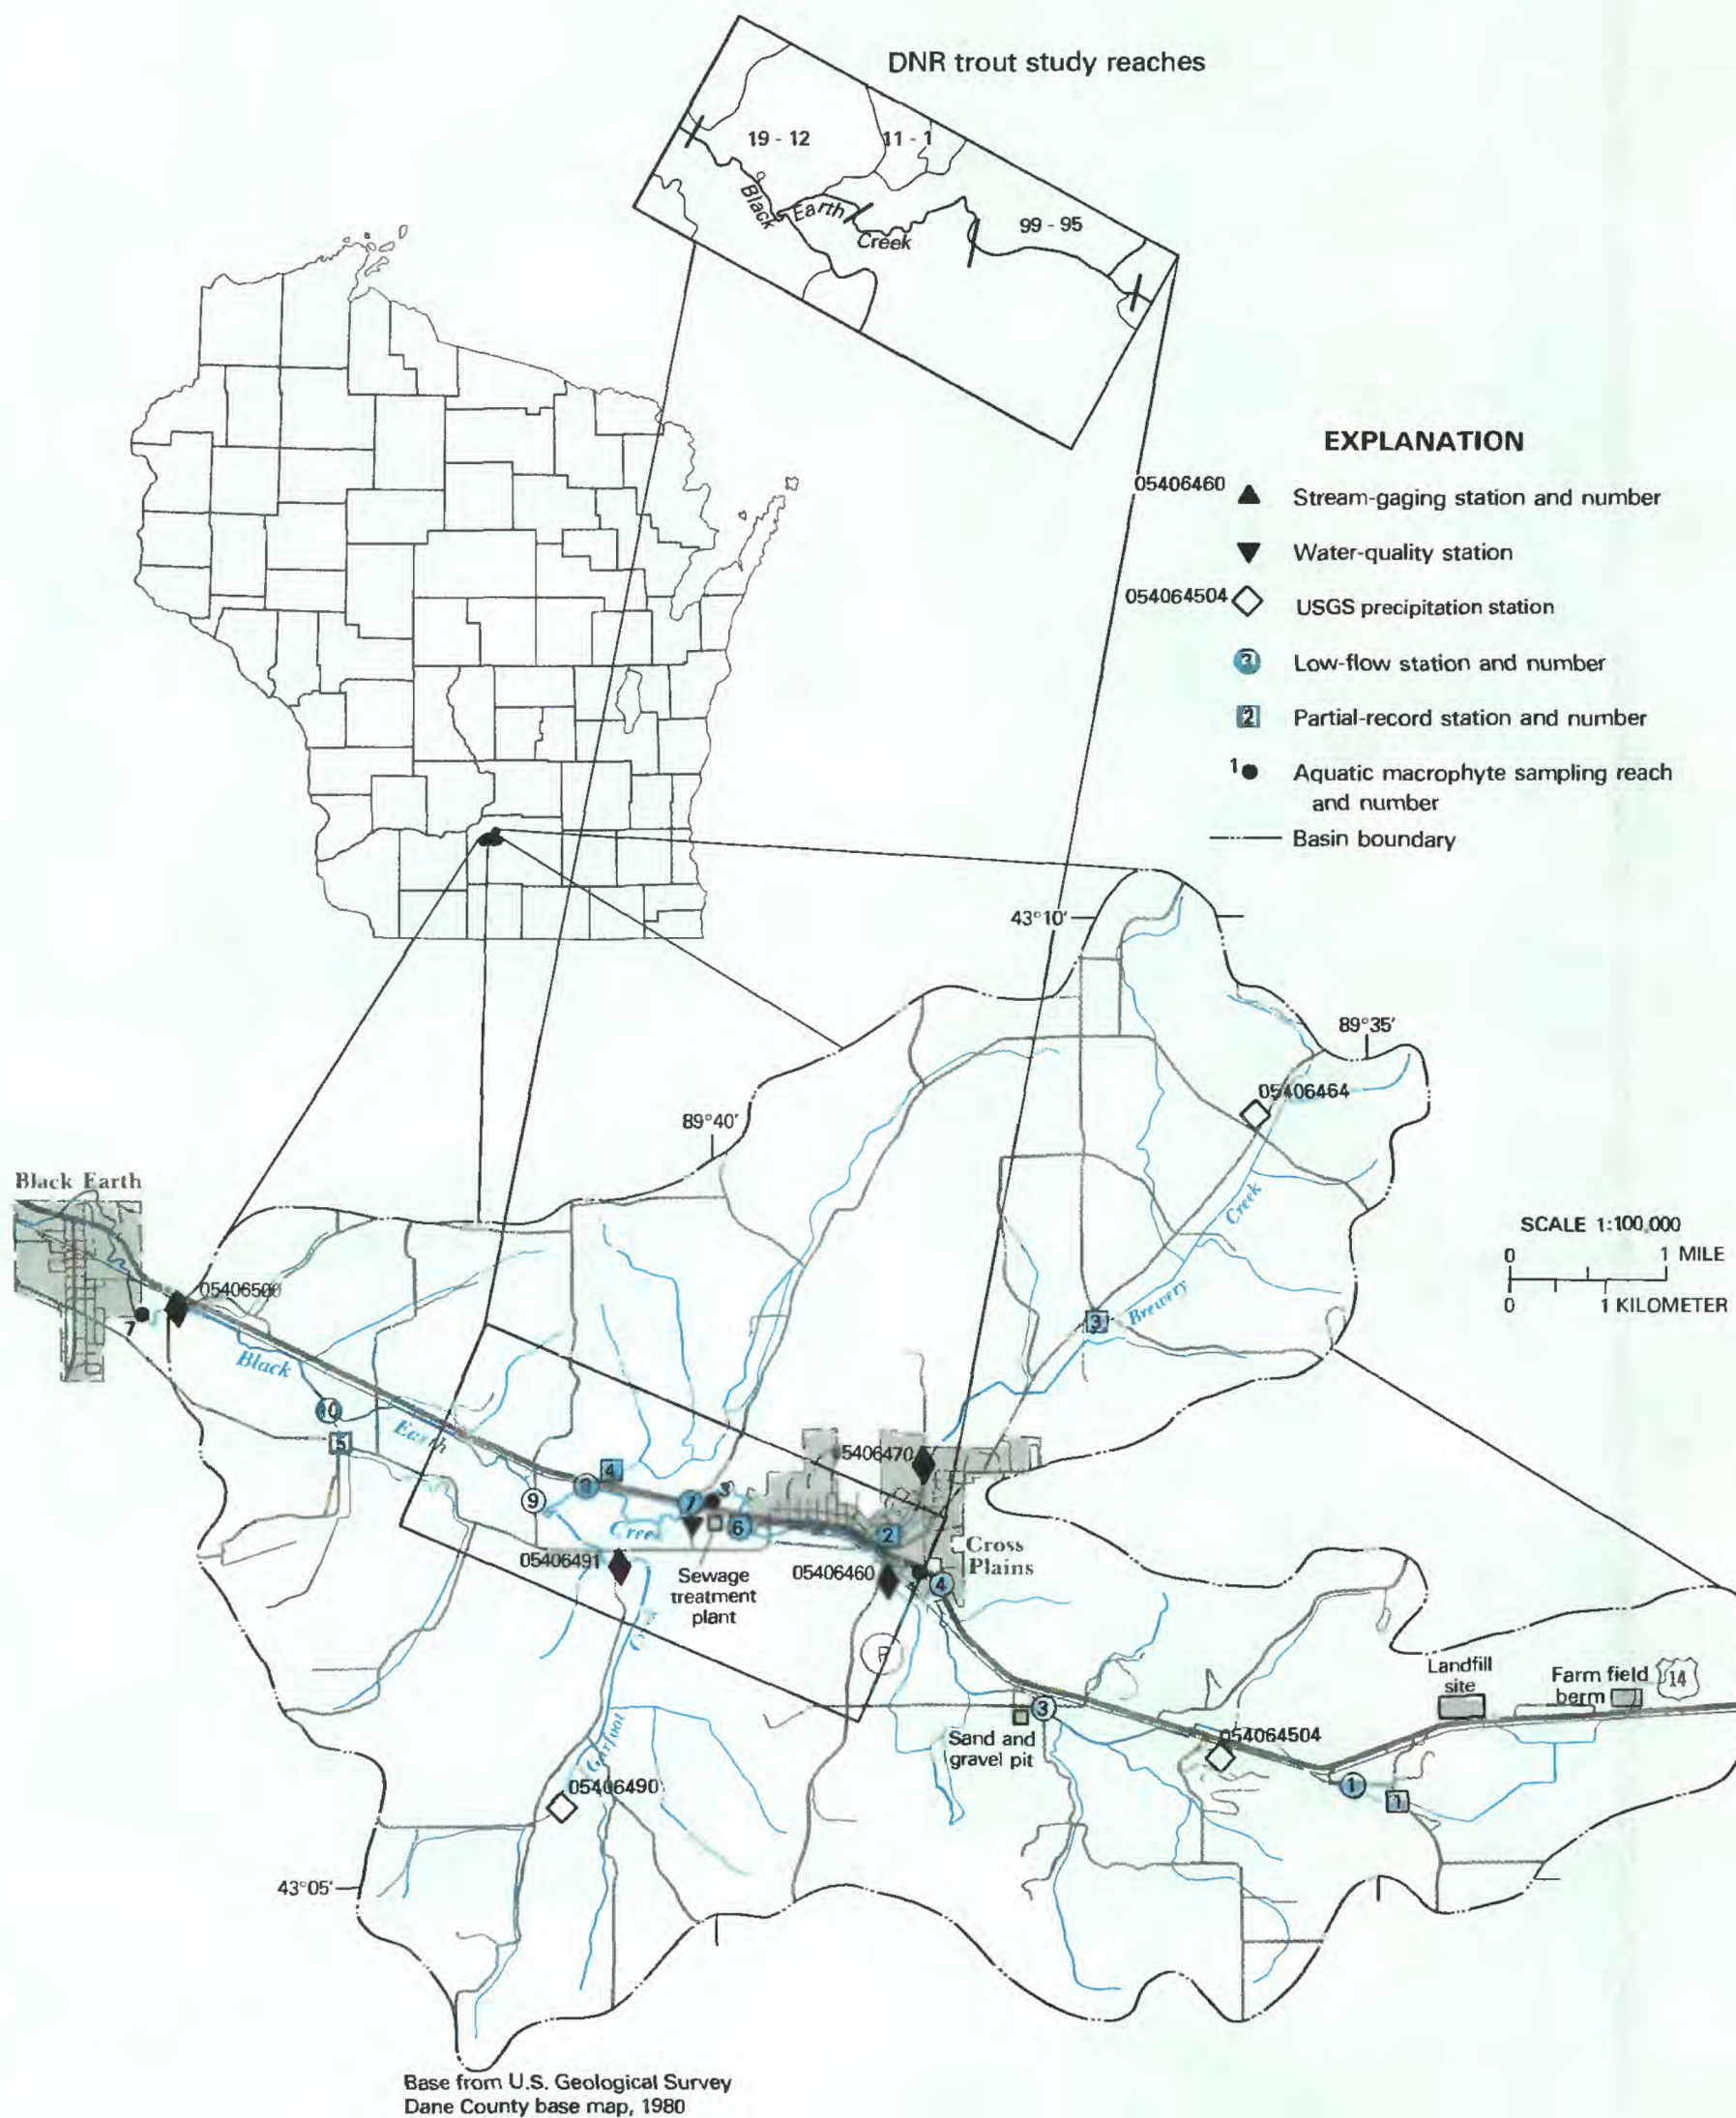 DNR trout study reaches
19 - 12
11 - 1
99 - 95
Black
Earth
Creek
EXPLANATION
05406460
Stream-gaging station and number
Water-quality station
054064504
USGS precipitation station
3
Low-flow station and number
2
Partial-record station and number
1
Aquatic macrophyte sampling reach
and number
Basin boundary
43°10'
89°35'
05406464
89°40'
Black Earth
Creek
SCALE 1:100,000
0
1 MILE
0
1 KILOMETER
05406500
7
3
Brewery
Black
10
Earth
5
5406470
4
9
7
3
6
Cree
2
Cross
Plains
05406491
Sewage
treatment
plant
05406460
4
P
Landfill
site
Farm field
berm
14
3
Sand and
gravel pit
054064504
Garfoot
1
1
05406490
43°05'
Base from U.S. Geological Survey
Dane County base map, 1980